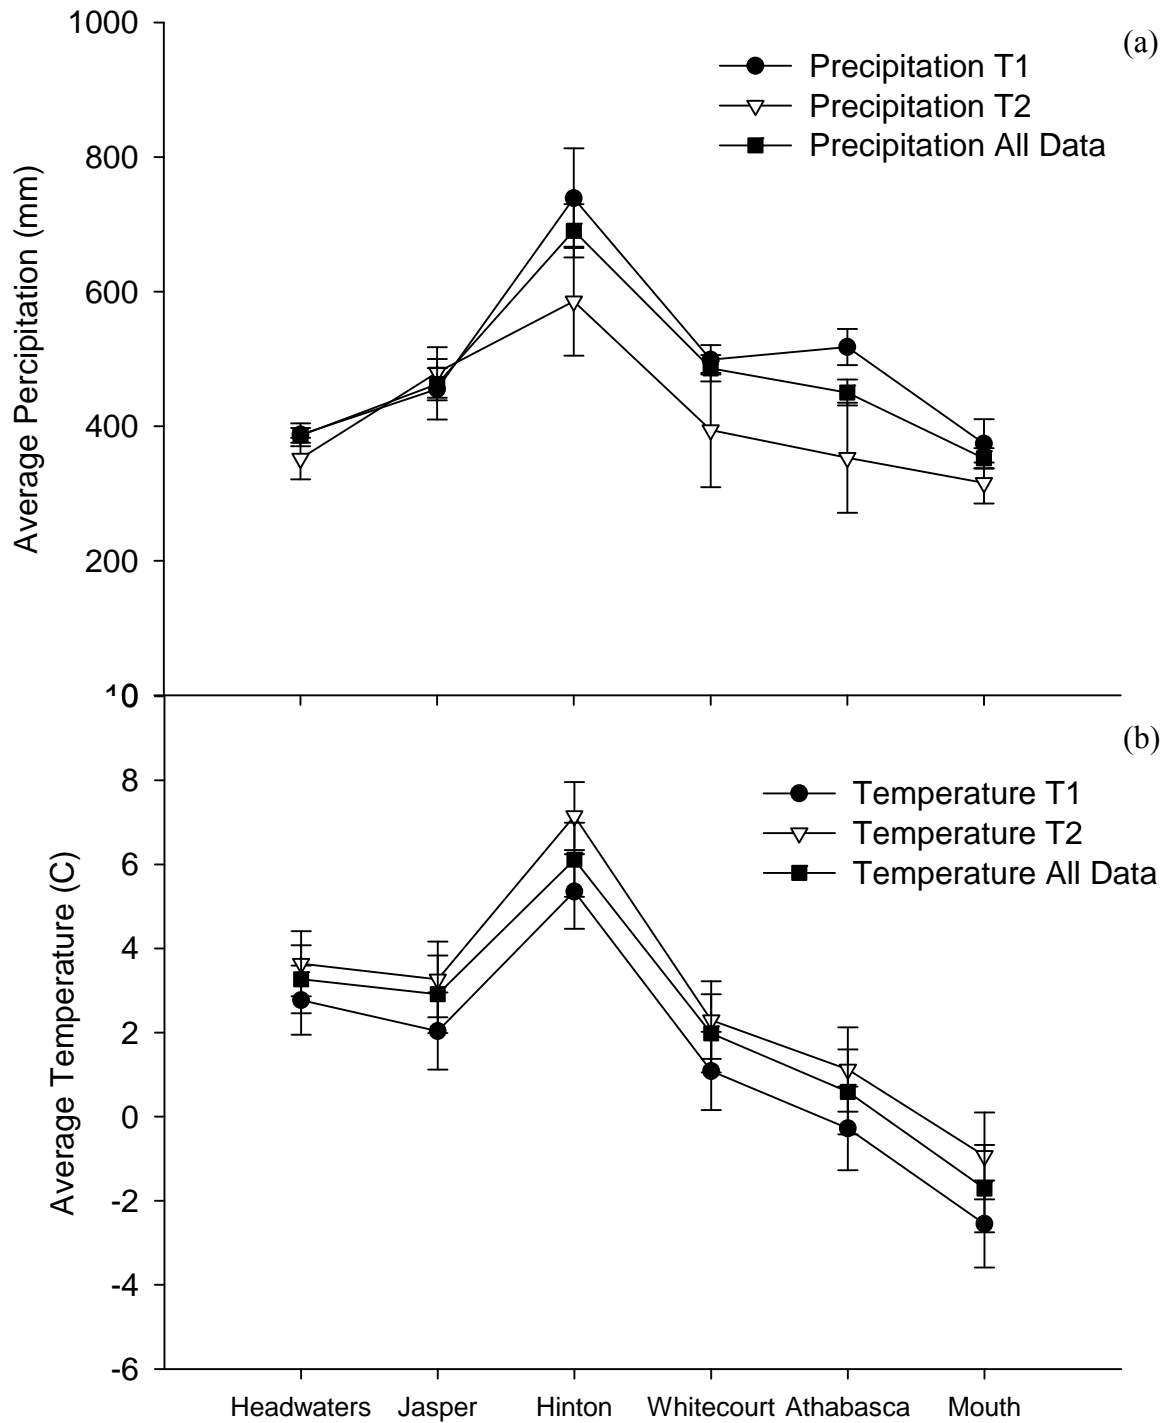 1000
(a)
Precipitation T1
Precipitation T2
Precipitation All Data
800
600
400
200
Average Percipitation (mm)
10
(b)
Temperature T1
Temperature T2
Temperature All Data
8
6
4
2
0
-2
-4
-6
Average Temperature (C)
Headwaters Jasper Hinton Whitecourt Athabasca Mouth